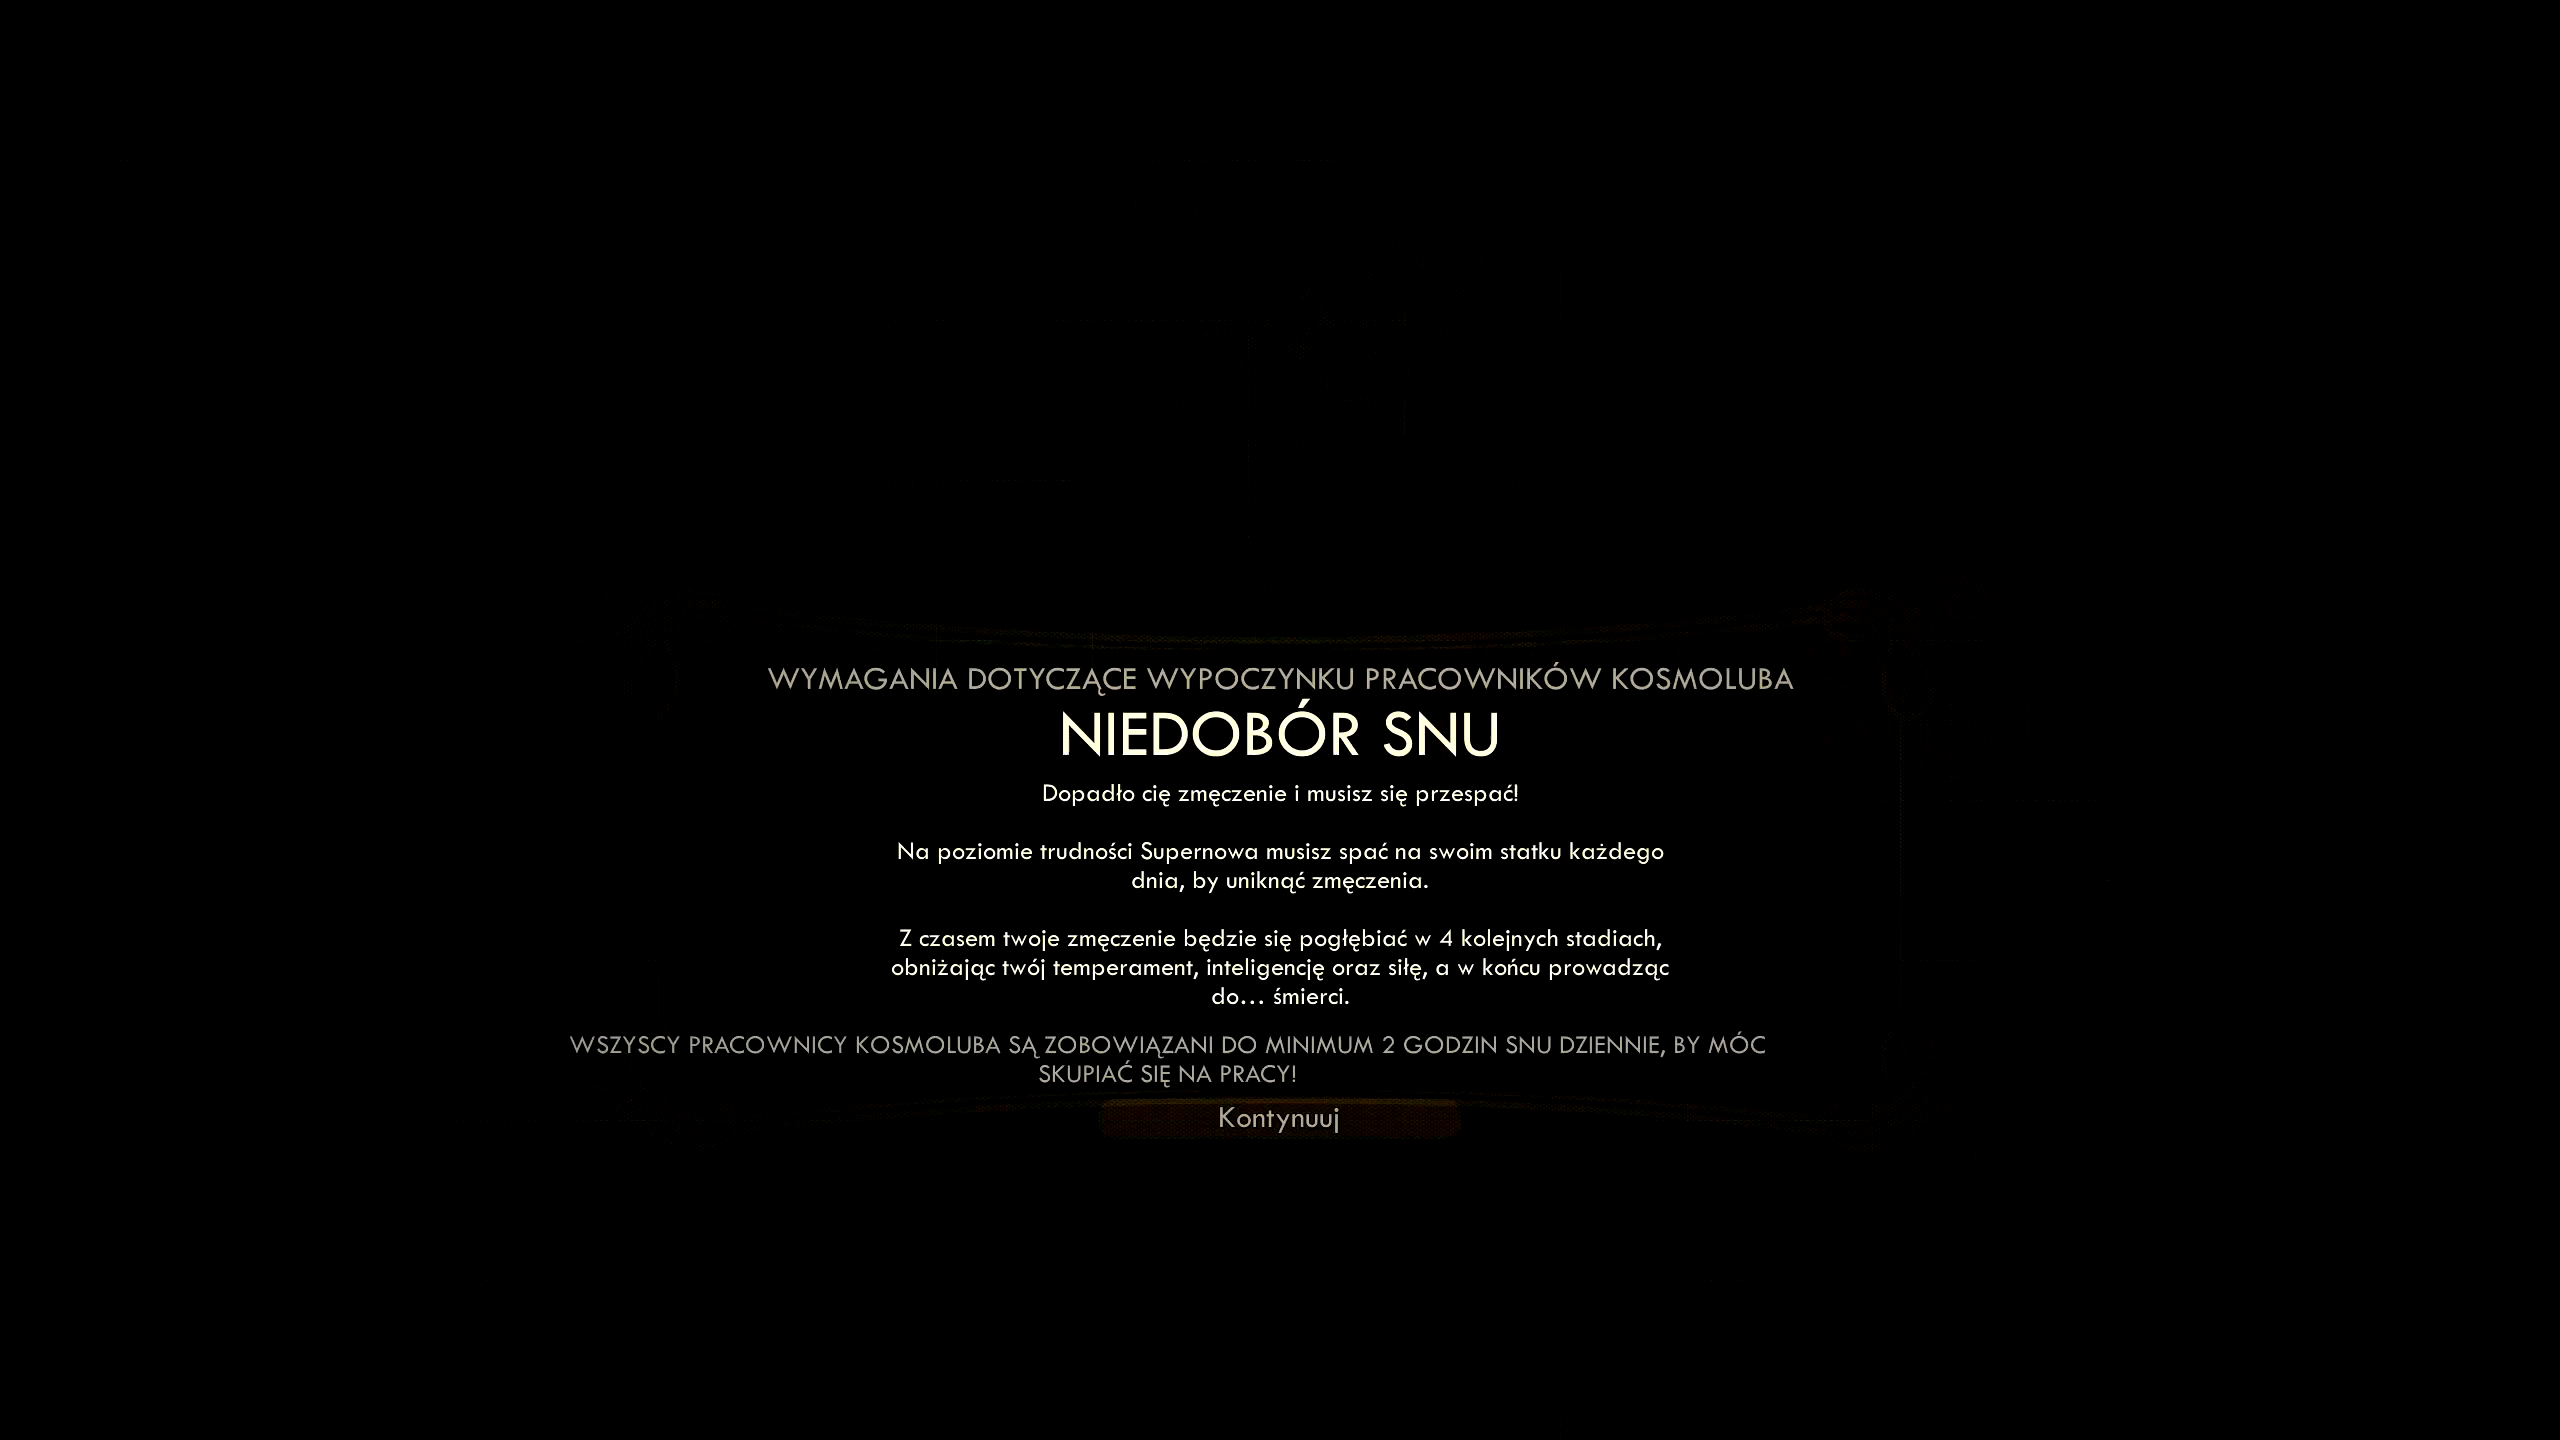 WYMAGANIA DOTYCZĄCE WYPOCZYNKU PRACOWNIKÓW KOSMOLUBA
NIEDOBÓR SNU
Dopadło cię zmęczenie i musisz się przespać!
Na poziomie trudności Supernowa musisz spać na swoim statku każdego
dnia, by uniknąć zmęczenia.
Z czasem twoje zmęczenie będzie się pogłębiać w 4 kolejnych stadiach,
obniżając twój temperament, inteligencję oraz siłę, a w końcu prowadząc
do... śmierci.
WSZYSCY PRACOWNICY KOSMOLUBA SĄ ZOBOWIĄZANI DO MINIMUM 2 GODZIN SNU DZIENNIE, BY MÓC
SKUPIAĆ SIĘ NA PRACY!
Kontynuuj